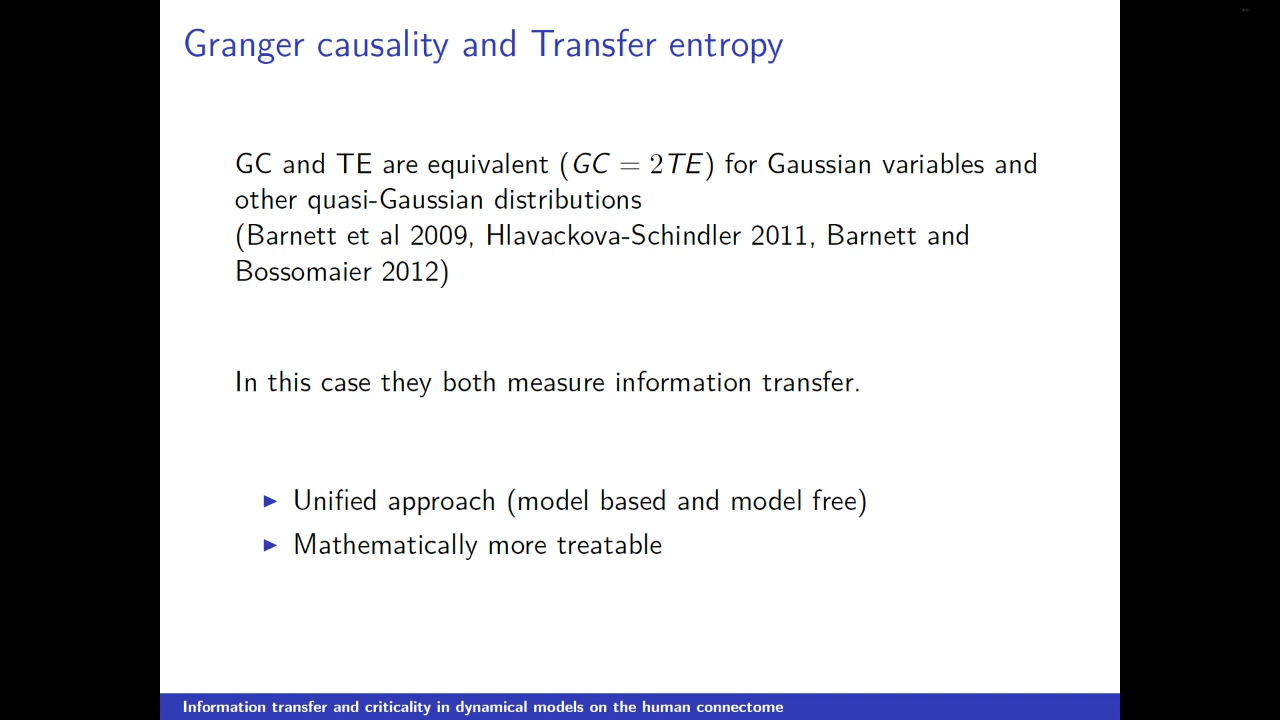 Granger causality and Transfer entropy
GC and TE are equivalent (GC = 2TE) for Gaussian variables and
other quasi-Gaussian distributions
(Barnett et al 2009, Hlavackova-Schindler 2011, Barnett and
Bossomaier 2012)
In this case they both measure information transfer.
▶ Unified approach (model based and model free)
▶ Mathematically more treatable
Information transfer and criticality in dynamical models on the human connectome